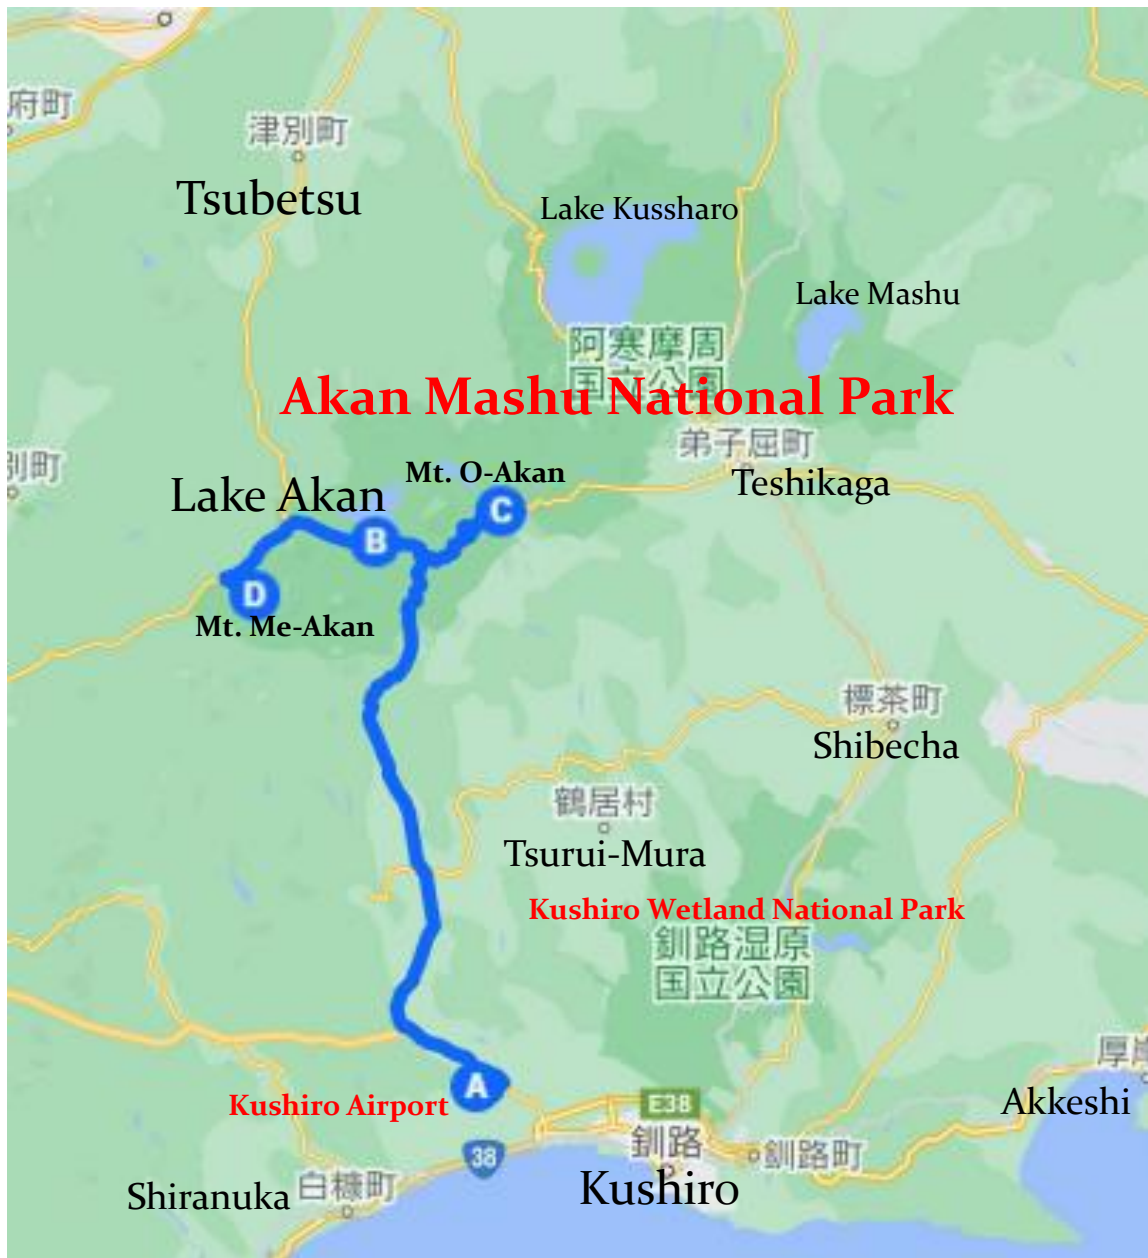 府町
津別町
Tsubetsu
Lake Kussharo
Lake Mashu
阿寒摩周
国立公園
Akan Mashu National Park
弟子屈町
別町
Mt. O-Akan
Teshikaga
Lake Akan
C
B
D
Mt. Me-Akan
標茶町
Shibecha
鶴居村
Tsurui-Mura
Kushiro Wetland National Park
釧路湿原
国立公園
A
厚岸
Kushiro Airport
E38
Akkeshi
釧路
釧路町
38
Kushiro
Shiranuka
白糠町